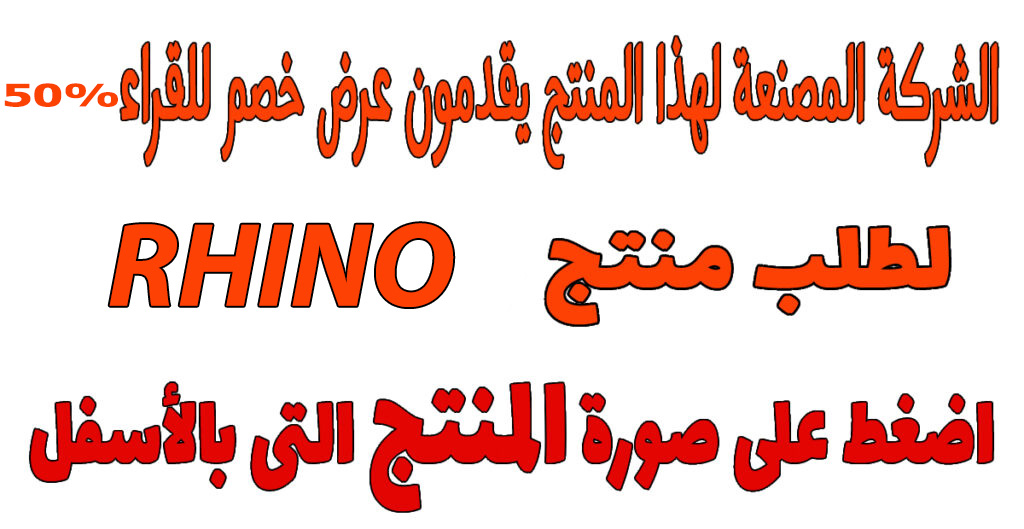 الشركة المصنعة لهذا المنتج يقدمون عرض خصم للقراء 50%
لطلب منتج RHINO
اضغط على صورة المنتج التى بالأسفل